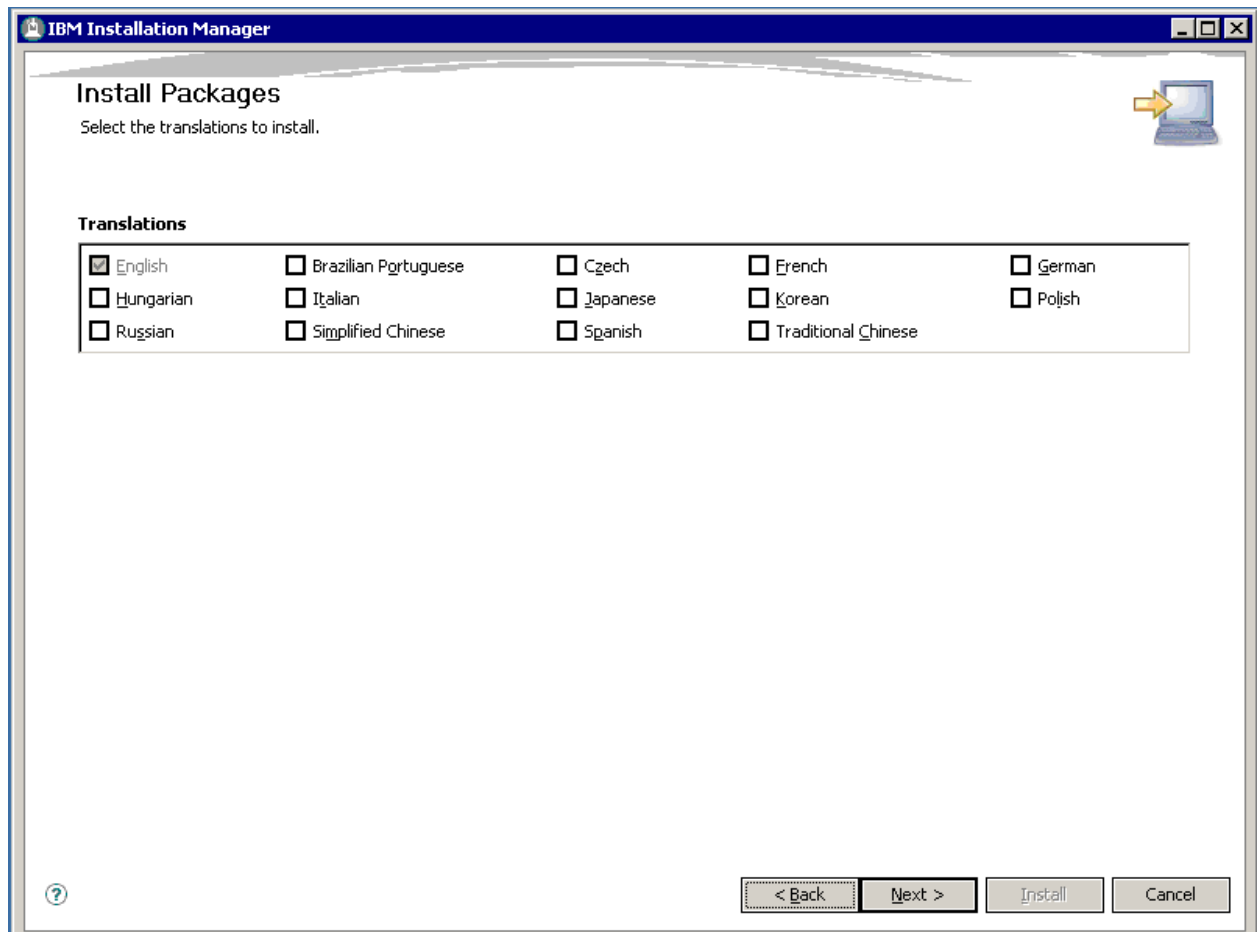 IBM Installation Manager
Install Packages
Select the translations to install.
Translations
English Brazilian Portuguese Czech French German
Hungarian Italian Japanese Korean Polish
Russian Simplified Chinese Spanish Traditional Chinese
? < Back Next > Install Cancel